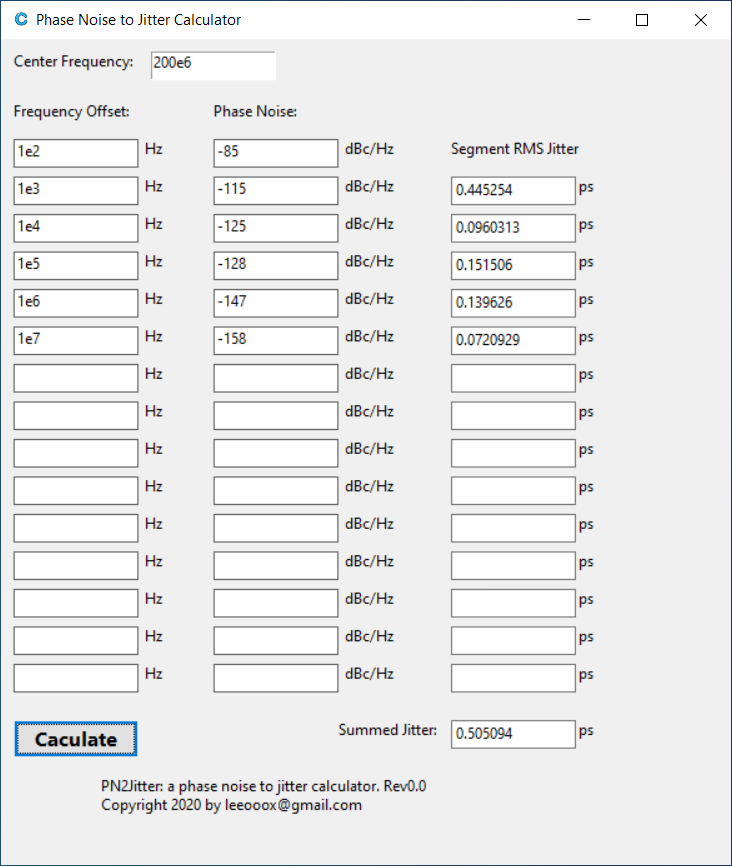 Phase Noise to Jitter Calculator
Center Frequency: 200e6
Frequency Offset: Phase Noise:
1e2 Hz -85 dBc/Hz Segment RMS Jitter
1e3 Hz -115 dBc/Hz 0.445254 ps
1e4 Hz -125 dBc/Hz 0.0960313 ps
1e5 Hz -128 dBc/Hz 0.151506 ps
1e6 Hz -147 dBc/Hz 0.139626 ps
1e7 Hz -158 dBc/Hz 0.0720929 ps
Hz dBc/Hz ps
Hz dBc/Hz ps
Hz dBc/Hz ps
Hz dBc/Hz ps
Hz dBc/Hz ps
Hz dBc/Hz ps
Hz dBc/Hz ps
Hz dBc/Hz ps
Hz dBc/Hz ps
Caculate Summed Jitter: 0.505094 ps
PN2Jitter: a phase noise to jitter calculator. Rev0.0
Copyright 2020 by leeooox@gmail.com